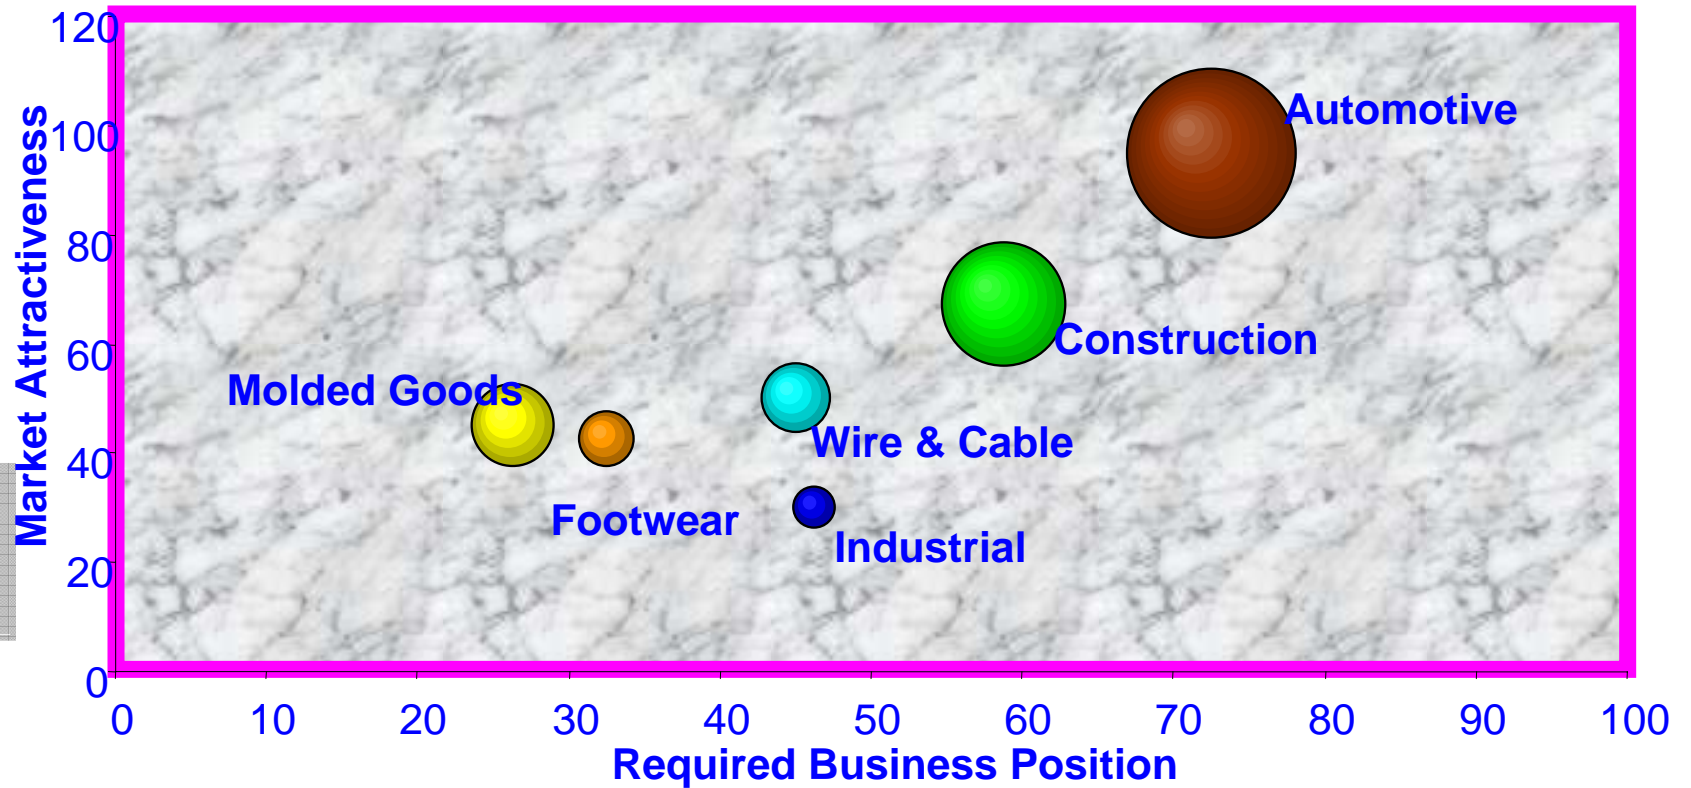 120
100
80
60
40
20
0
Market Attractiveness
Automotive
Construction
Molded Goods
Wire & Cable
Footwear
Industrial
0 10 20 30 40 50 60 70 80 90 100
Required Business Position